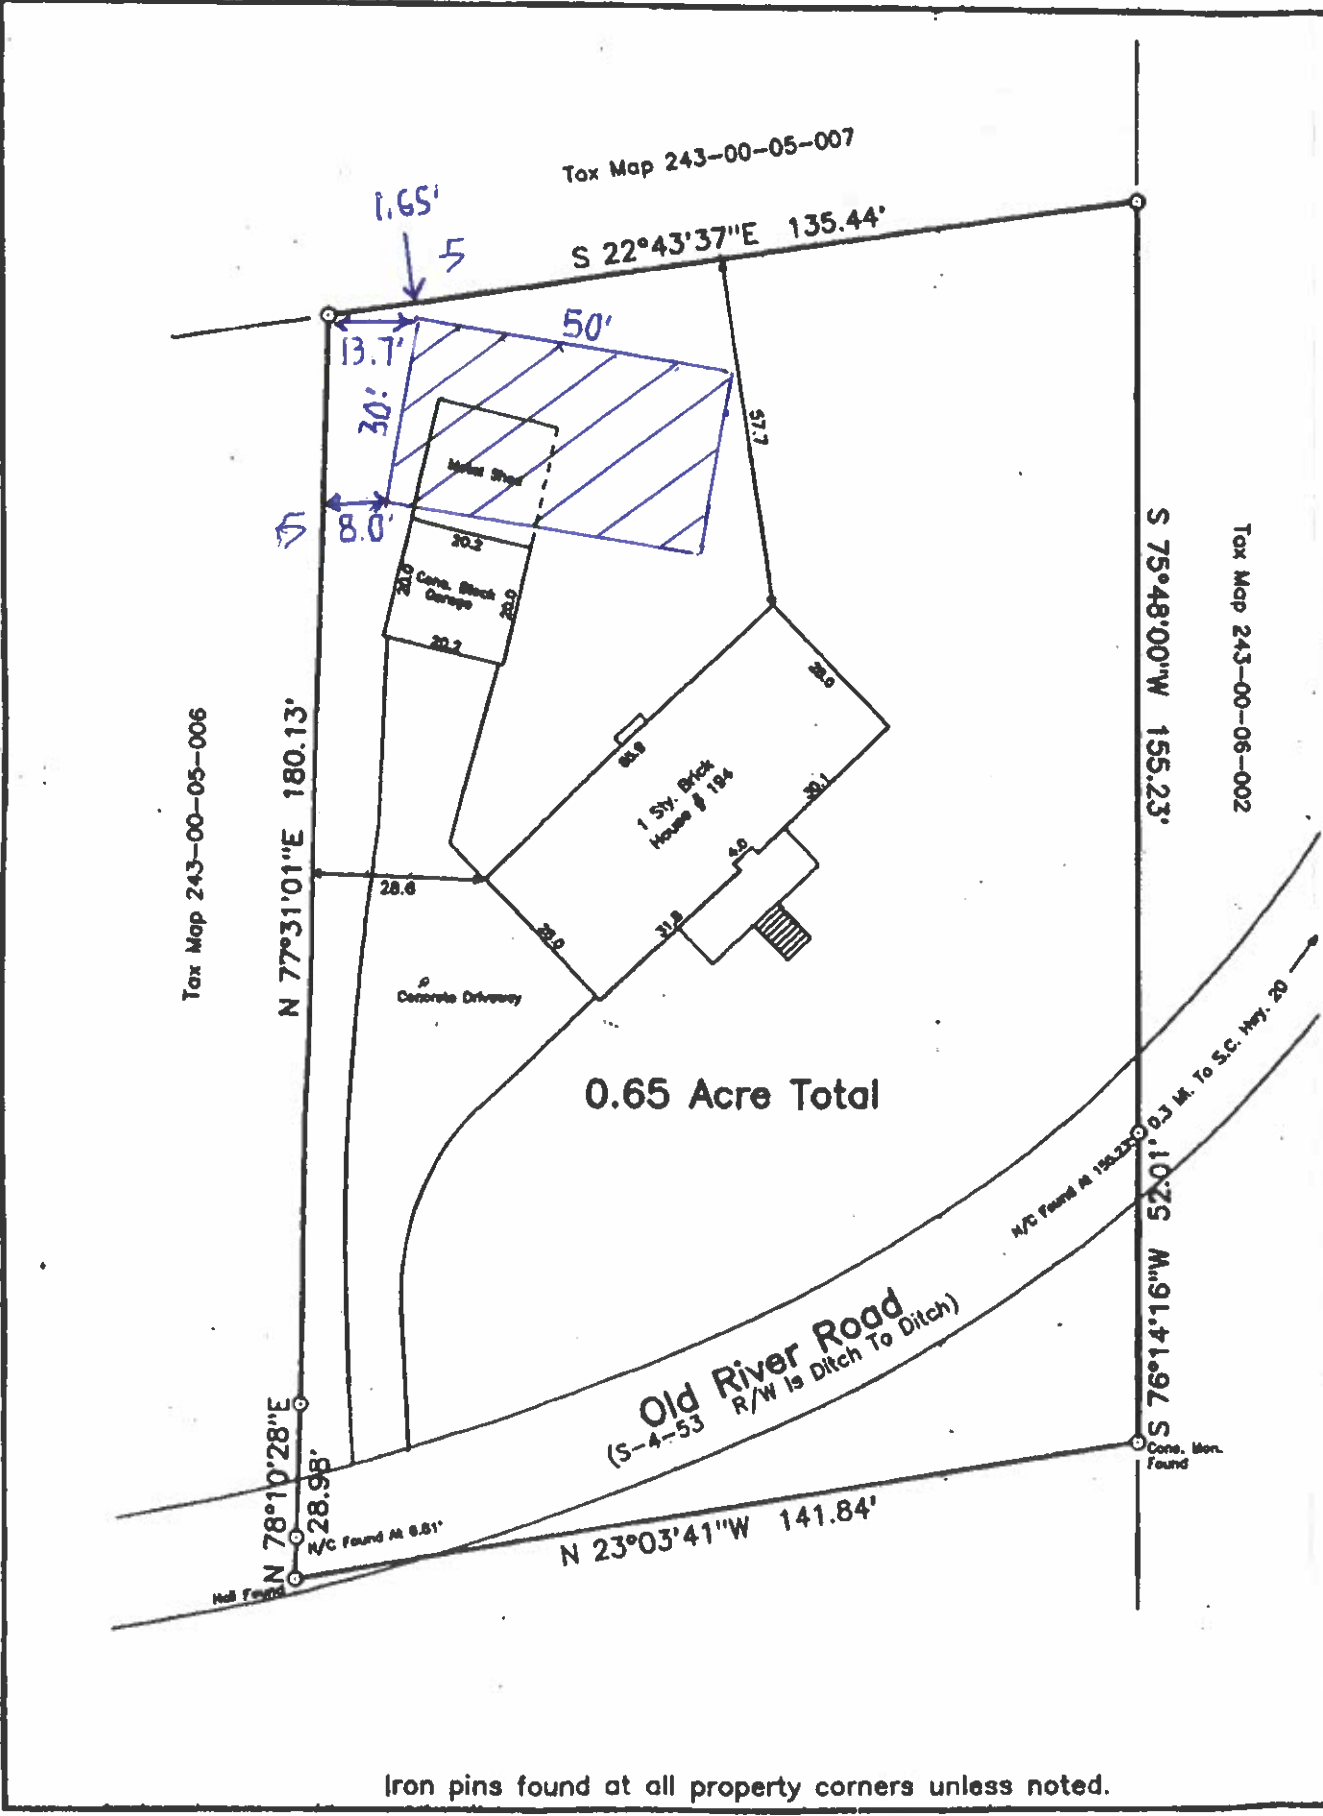 Tax Map 243-00-05-007
1.65'
5
S 22°43'37"E 135.44'
13.7'
50'
30'
57.7
Metal Shed
5
8.0'
20.2
20.0
Conc. Block
Garage
20.0
20.2
S 75°48'00"W 155.23'
Tax Map 243-00-06-002
28.0
Tax Map 243-00-05-006
N 77°31'01"E 180.13'
1 Sty. Brick
House # 194
30.1
4.0
28.6
31.8
28.0
Concrete Driveway
0.65 Acre Total
0.3 Mi. To S.C. Hwy. 20
N/C Found At 155.23'
S 76°14'16"W 52.01'
Old River Road
(S-4-53 R/W Is Ditch To Ditch)
Conc. Mon.
Found
N 78°10'28"E
28.98'
N/C Found At 6.61'
N 23°03'41"W 141.84'
Nail Found
Iron pins found at all property corners unless noted.